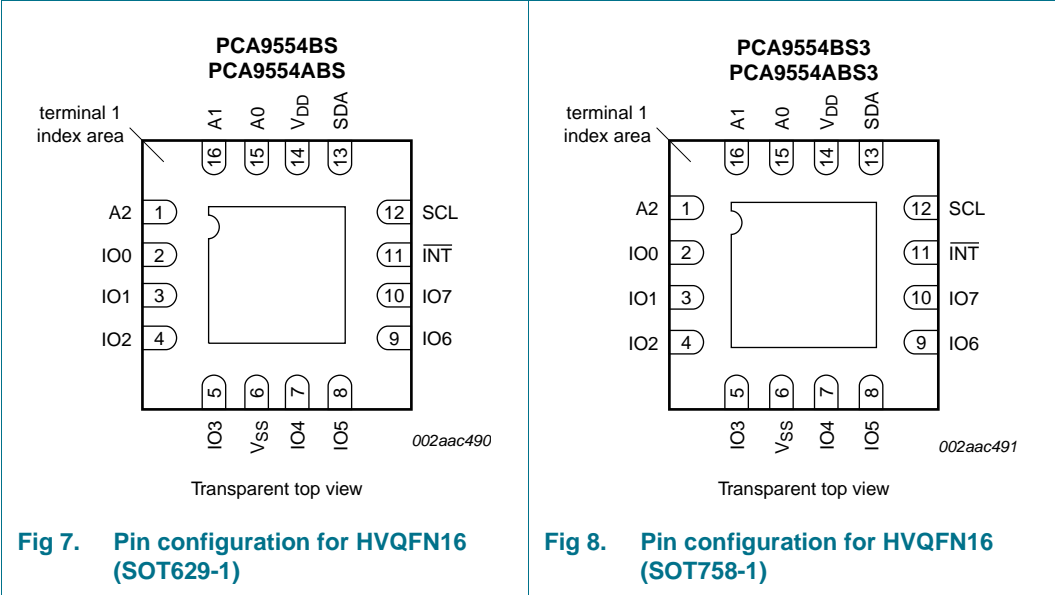 PCA9554BS
PCA9554ABS
terminal 1
index area
A1 A0 VDD SDA
16 15 14 13
A2 1 12 SCL
IO0 2 11 INT
IO1 3 10 IO7
IO2 4 9 IO6
5 6 7 8
IO3 VSS IO4 IO5
002aac490
Transparent top view
Fig 7. Pin configuration for HVQFN16
(SOT629-1)
PCA9554BS3
PCA9554ABS3
terminal 1
index area
A1 A0 VDD SDA
16 15 14 13
A2 1 12 SCL
IO0 2 11 INT
IO1 3 10 IO7
IO2 4 9 IO6
5 6 7 8
IO3 VSS IO4 IO5
002aac491
Transparent top view
Fig 8. Pin configuration for HVQFN16
(SOT758-1)